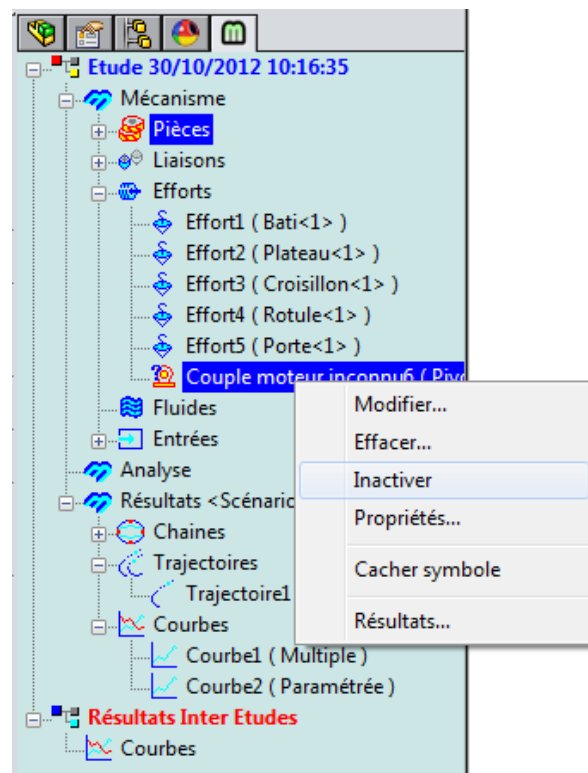 Etude 30/10/2012 10:16:35
Mécanisme
Pièces
Liaisons
Efforts
Effort1 ( Bati<1> )
Effort2 ( Plateau<1> )
Effort3 ( Croisillon<1> )
Effort4 ( Rotule<1> )
Effort5 ( Porte<1> )
Couple moteur inconnu6 (
Fluides
Entrées
Analyse
Résultats <Scénario
Chaines
Trajectoires
Trajectoire1
Courbes
Courbe1 ( Multiple )
Courbe2 ( Paramétrée )
Résultats Inter Etudes
Courbes
Modifier...
Effacer...
Inactiver
Propriétés...
Cacher symbole
Résultats...